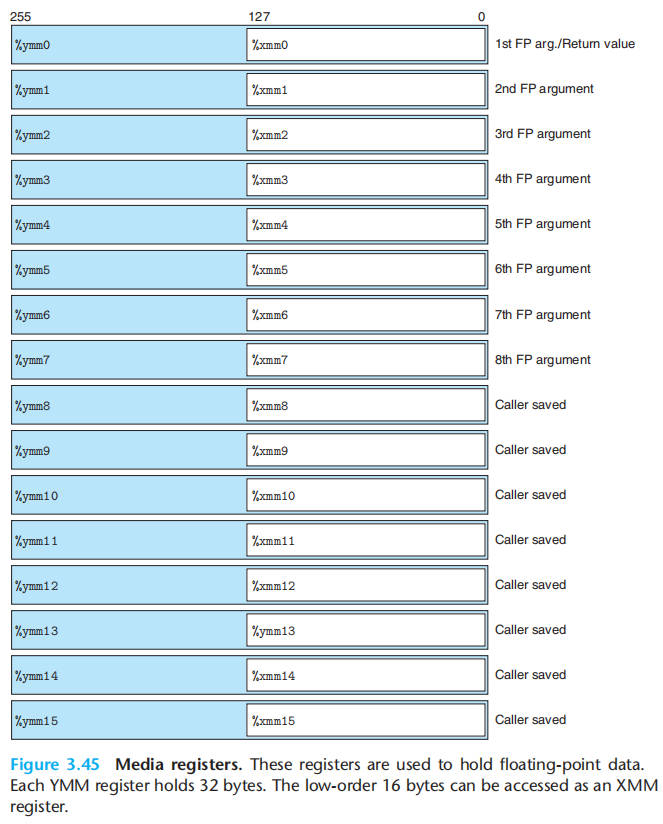 255 127 0
%ymm0 %xmm0 1st FP arg./Return value
%ymm1 %xmm1 2nd FP argument
%ymm2 %xmm2 3rd FP argument
%ymm3 %xmm3 4th FP argument
%ymm4 %xmm4 5th FP argument
%ymm5 %xmm5 6th FP argument
%ymm6 %xmm6 7th FP argument
%ymm7 %xmm7 8th FP argument
%ymm8 %xmm8 Caller saved
%ymm9 %xmm9 Caller saved
%ymm10 %xmm10 Caller saved
%ymm11 %xmm11 Caller saved
%ymm12 %xmm12 Caller saved
%ymm13 %ymm13 Caller saved
%ymm14 %xmm14 Caller saved
%ymm15 %xmm15 Caller saved
Figure 3.45 Media registers. These registers are used to hold floating-point data.
Each YMM register holds 32 bytes. The low-order 16 bytes can be accessed as an XMM
register.